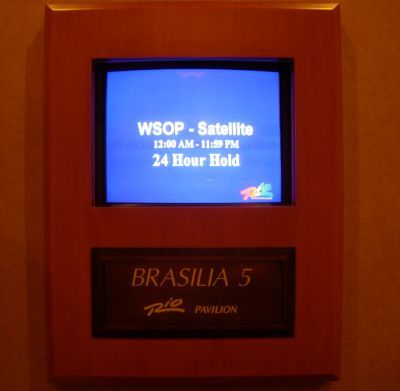 WSOP - Satellite
12:00 AM - 11:59 PM
24 Hour Hold
Rio
BRASILIA 5
Rio PAVILION